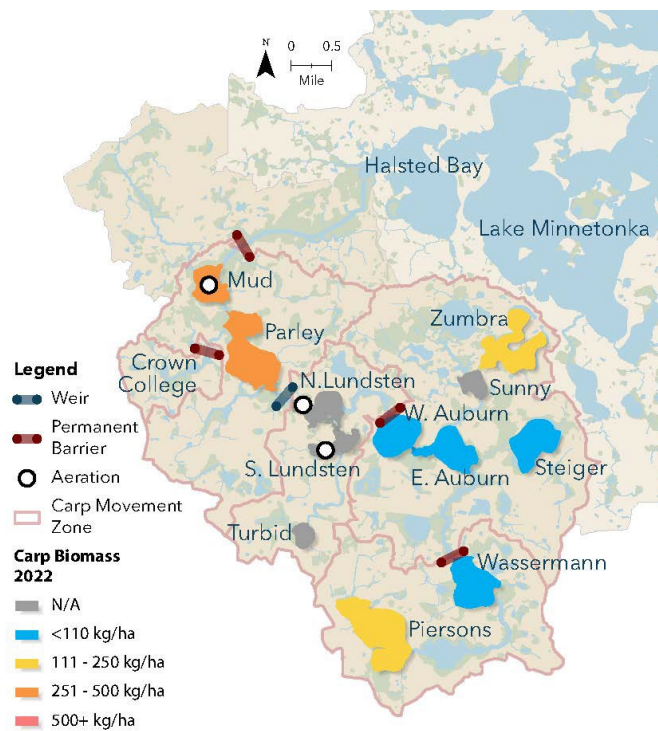 N
0 0.5
Mile
Halsted Bay
Lake Minnetonka
Mud
Zumbra
Parley
Crown
College
N.Lundsten
Sunny
W. Auburn
S. Lundsten
E. Auburn
Steiger
Turbid
Wassermann
Piersons
Legend
Weir
Permanent
Barrier
Aeration
Carp Movement
Zone
Carp Biomass
2022
N/A
<110 kg/ha
111 - 250 kg/ha
251 - 500 kg/ha
500+ kg/ha